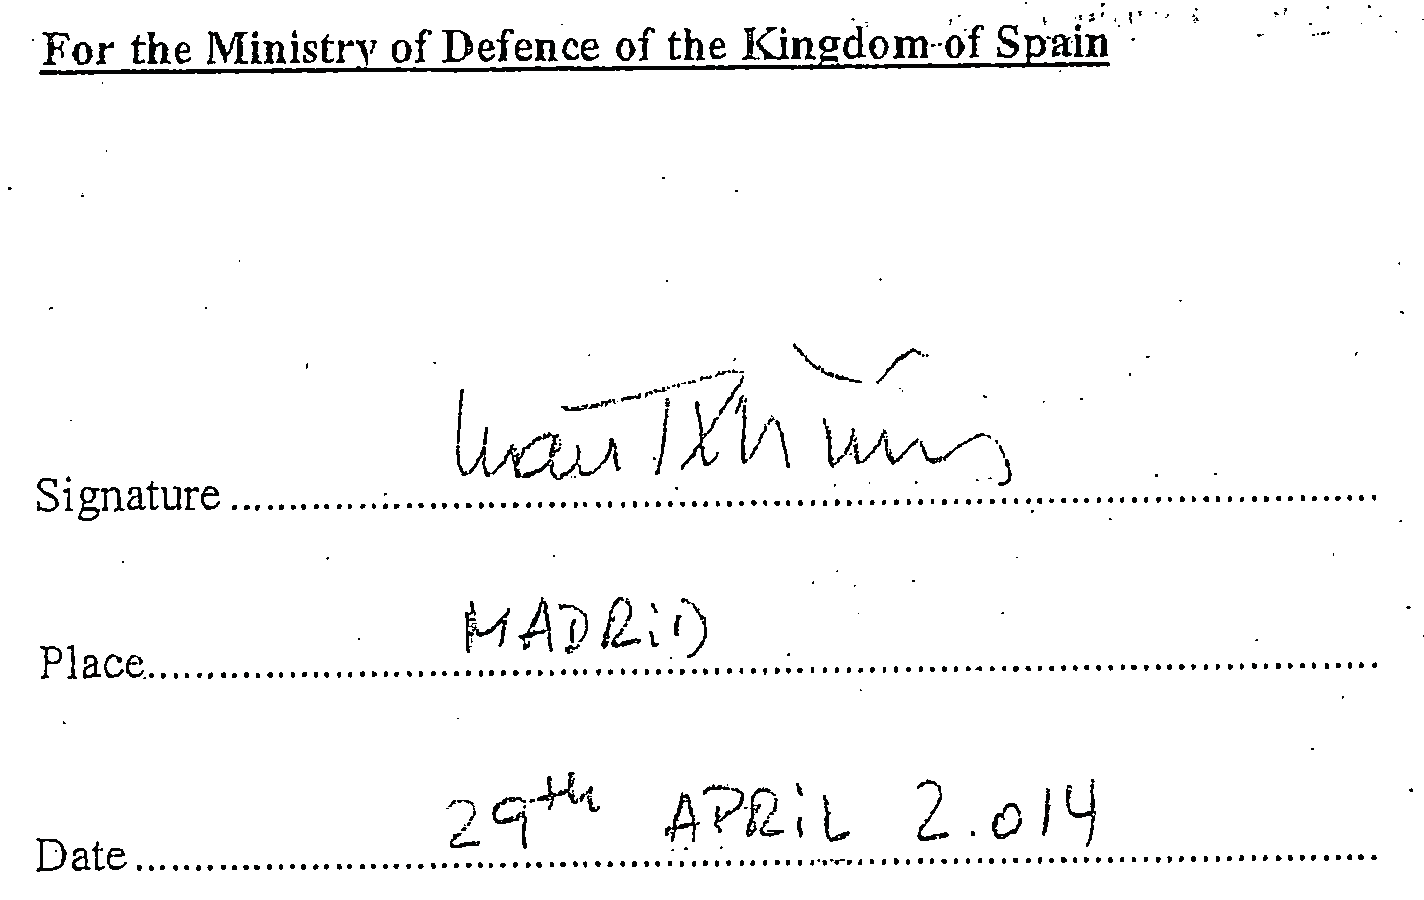 For the Ministry of Defence of the Kingdom of Spain
Signature
MADRiD
Place
29th APRiL 2.014
Date